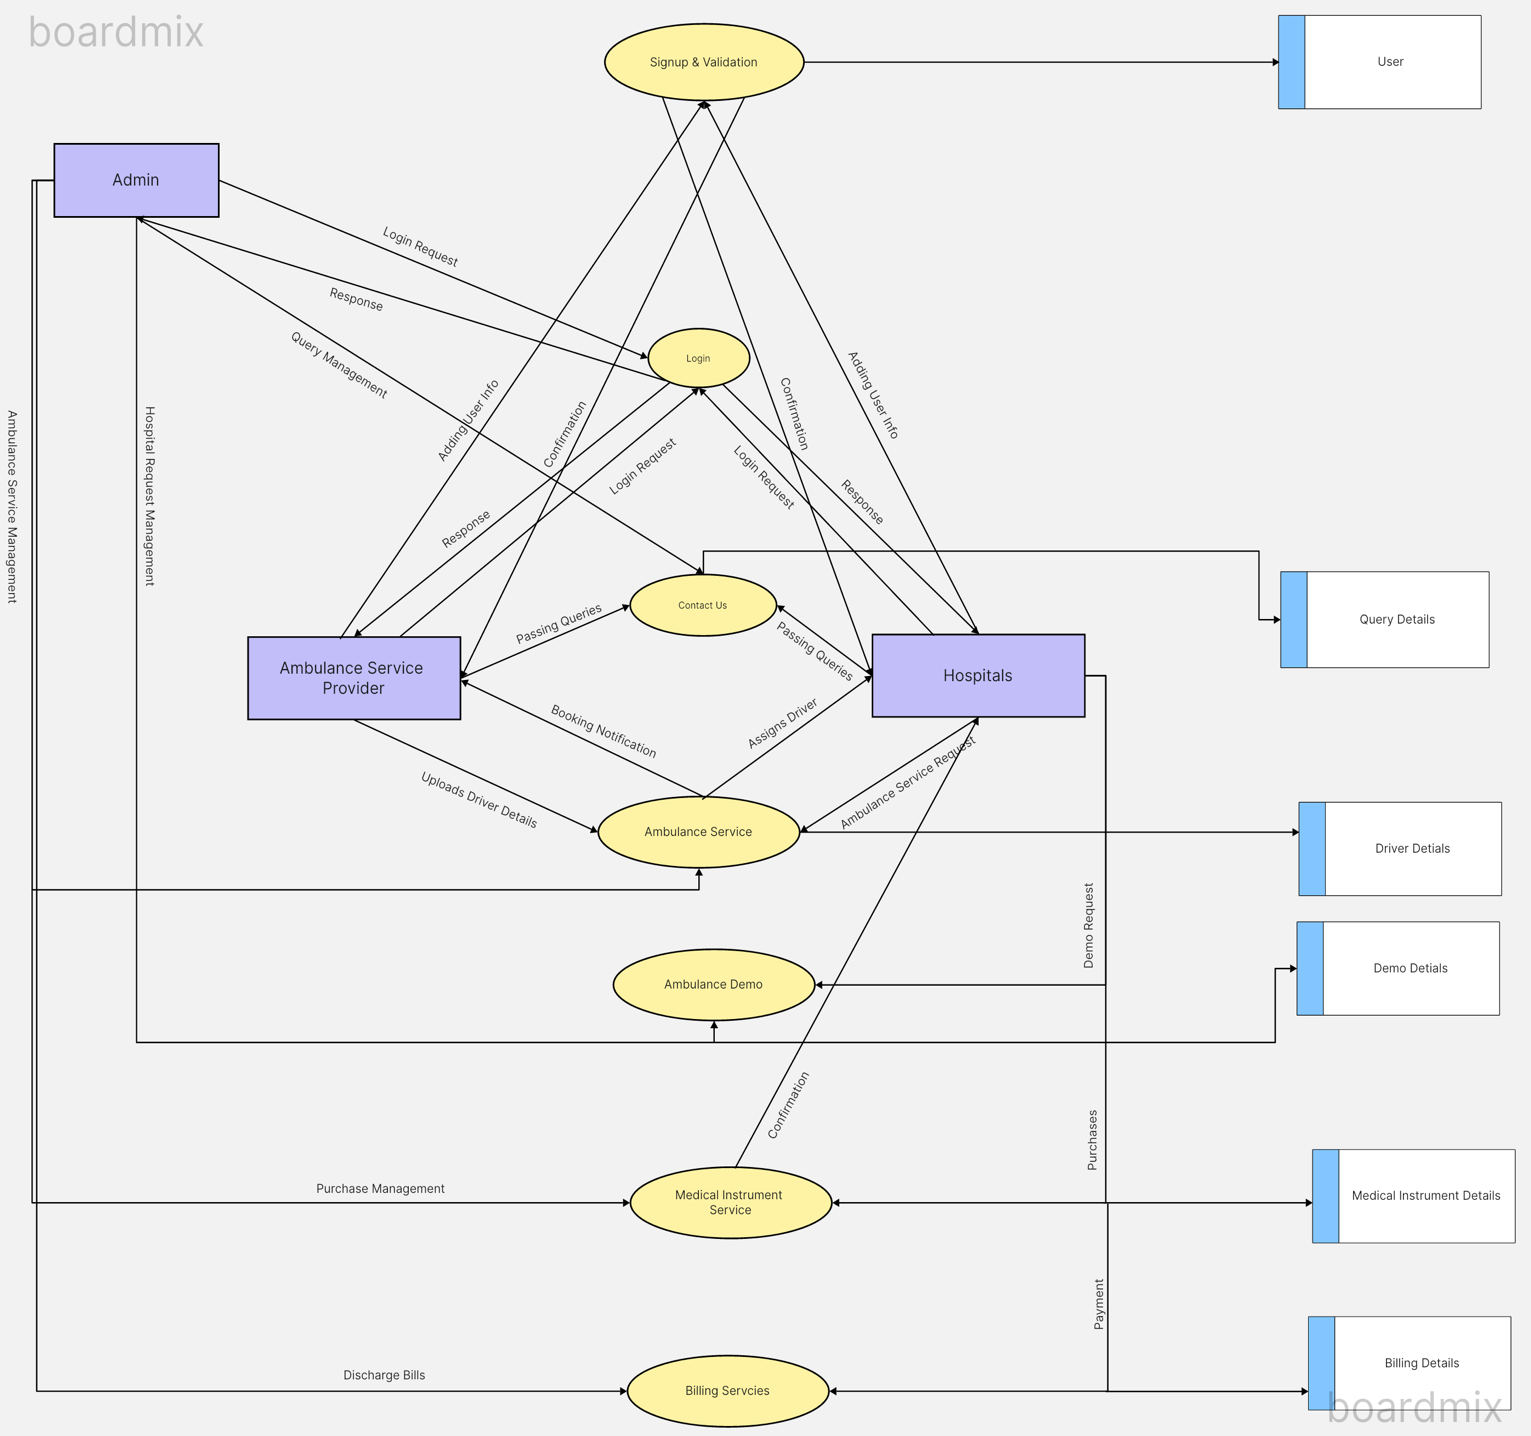 boardmix
Signup & Validation
User
Admin
Login Request
Response
Query Management
Login
Adding User Info
Confirmation
Confirmation
Adding User Info
Ambulance Service Management
Hospital Request Management
Login Request
Login Request
Response
Response
Contact Us
Passing Queries
Passing Queries
Query Details
Ambulance Service
Provider
Hospitals
Booking Notification
Assigns Driver
Uploads Driver Details
Ambulance Service Request
Ambulance Service
Driver Detials
Demo Request
Ambulance Demo
Demo Detials
Confirmation
Purchases
Purchase Management
Medical Instrument
Service
Medical Instrument Details
Payment
Discharge Bills
Billing Servcies
Billing Details
boardmix